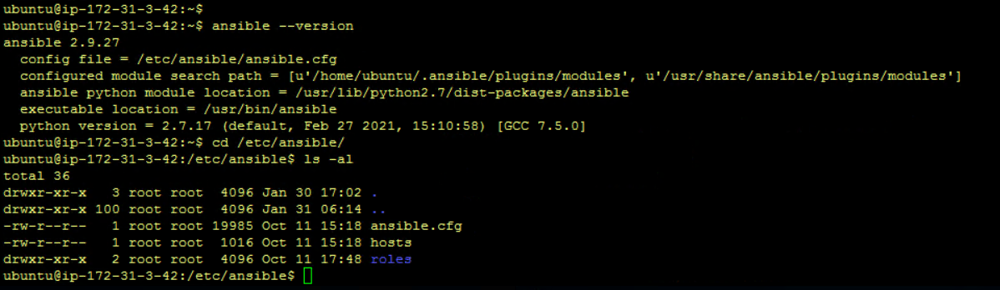 ubuntu@ip-172-31-3-42:~$
ubuntu@ip-172-31-3-42:~$ ansible --version
ansible 2.9.27
  config file = /etc/ansible/ansible.cfg
  configured module search path = [u'/home/ubuntu/.ansible/plugins/modules', u'/usr/share/ansible/plugins/modules']
  ansible python module location = /usr/lib/python2.7/dist-packages/ansible
  executable location = /usr/bin/ansible
  python version = 2.7.17 (default, Feb 27 2021, 15:10:58) [GCC 7.5.0]
ubuntu@ip-172-31-3-42:~$ cd /etc/ansible/
ubuntu@ip-172-31-3-42:/etc/ansible$ ls -al
total 36
drwxr-xr-x   3 root root  4096 Jan 30 17:02 .
drwxr-xr-x 100 root root  4096 Jan 31 06:14 ..
-rw-r--r--   1 root root 19985 Oct 11 15:18 ansible.cfg
-rw-r--r--   1 root root  1016 Oct 11 15:18 hosts
drwxr-xr-x   2 root root  4096 Oct 11 17:48 roles
ubuntu@ip-172-31-3-42:/etc/ansible$